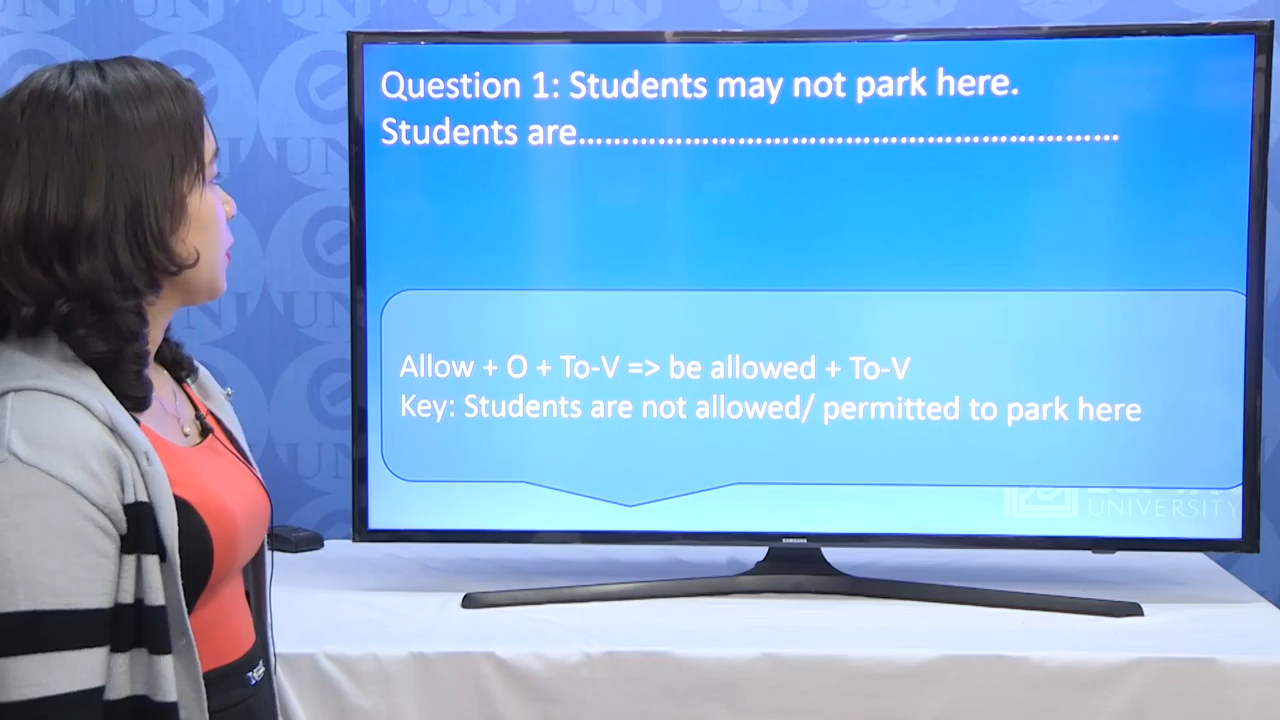 Question 1: Students may not park here.
Students are.............................................................
Allow + O + To-V => be allowed + To-V
Key: Students are not allowed/ permitted to park here
UNIVERSITY
SAMSUNG